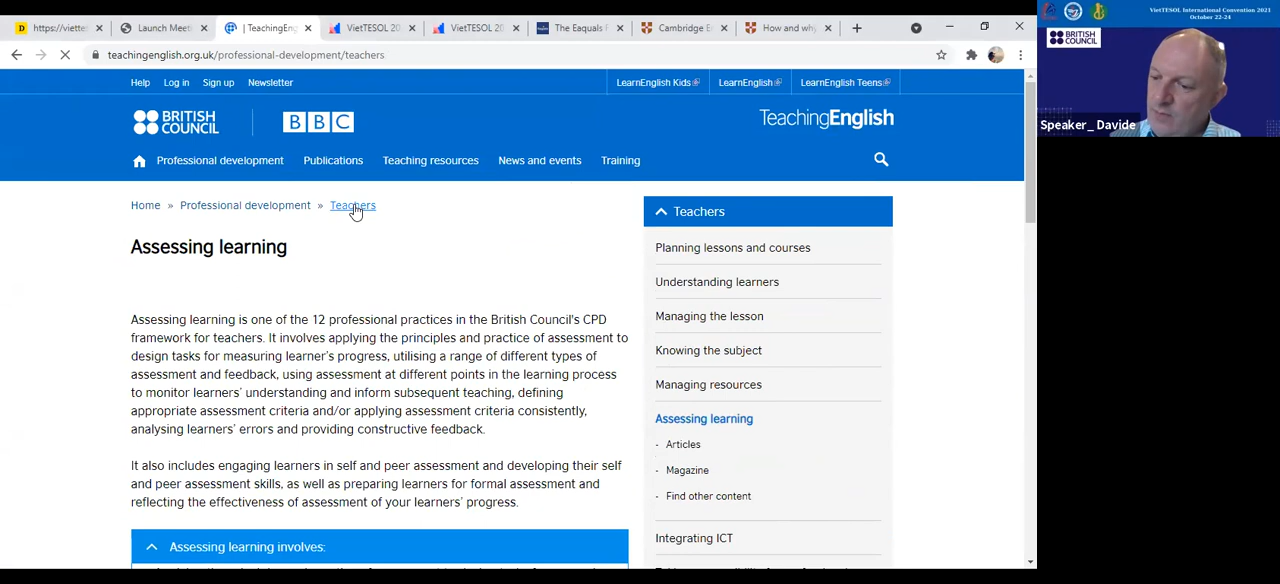 https://viettes
Launch Meeti
| TeachingEn
VietTESOL 20
VietTESOL 20
The Eaquals F
Cambridge E
How and why
teachingenglish.org.uk/professional-development/teachers
Help Log in Sign up Newsletter LearnEnglish Kids LearnEnglish LearnEnglish Teens
BRITISH COUNCIL BBC TeachingEnglish
Professional development Publications Teaching resources News and events Training
Home » Professional development » Teachers
Assessing learning
Assessing learning is one of the 12 professional practices in the British Council's CPD
framework for teachers. It involves applying the principles and practice of assessment to
design tasks for measuring learner's progress, utilising a range of different types of
assessment and feedback, using assessment at different points in the learning process
to monitor learners' understanding and inform subsequent teaching, defining
appropriate assessment criteria and/or applying assessment criteria consistently,
analysing learners' errors and providing constructive feedback.
It also includes engaging learners in self and peer assessment and developing their self
and peer assessment skills, as well as preparing learners for formal assessment and
reflecting the effectiveness of assessment of your learners' progress.
Assessing learning involves:
Teachers
Planning lessons and courses
Understanding learners
Managing the lesson
Knowing the subject
Managing resources
Assessing learning
- Articles
- Magazine
- Find other content
Integrating ICT
VietTESOL International Convention 2021
October 22-24
BRITISH
COUNCIL
Speaker_ Davide